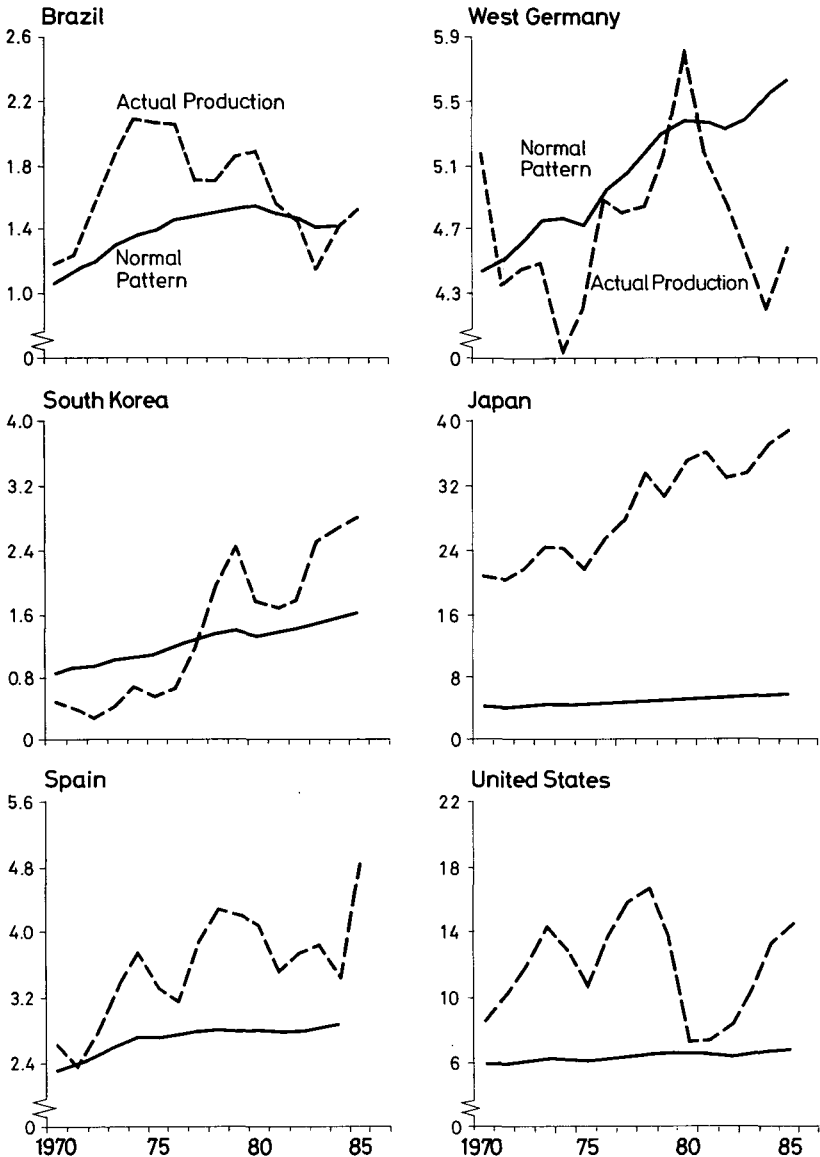 Brazil
2.6
2.2
1.8
1.4
1.0
0
Actual Production
Normal
Pattern
West Germany
5.9
5.5
5.1
4.7
4.3
0
Normal
Pattern
Actual Production
South Korea
4.0
3.2
2.4
1.6
0.8
0
Japan
40
32
24
16
8
0
Spain
5.6
4.8
4.0
3.2
2.4
0
1970 75 80 85
United States
22
18
14
10
6
0
1970 75 80 85